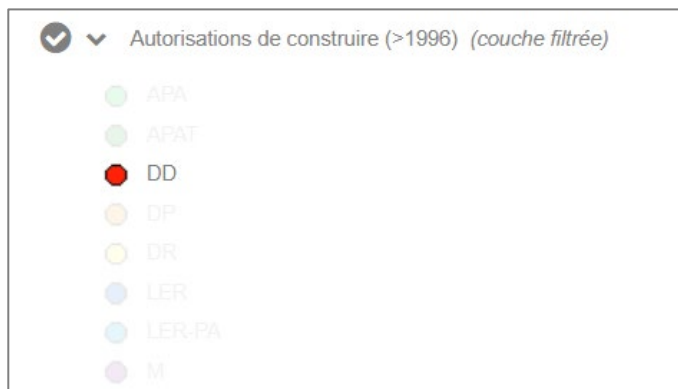 Autorisations de construire (>1996) (couche filtrée)
APA
APAT
DD
DP
DR
LER
LER-PA
M